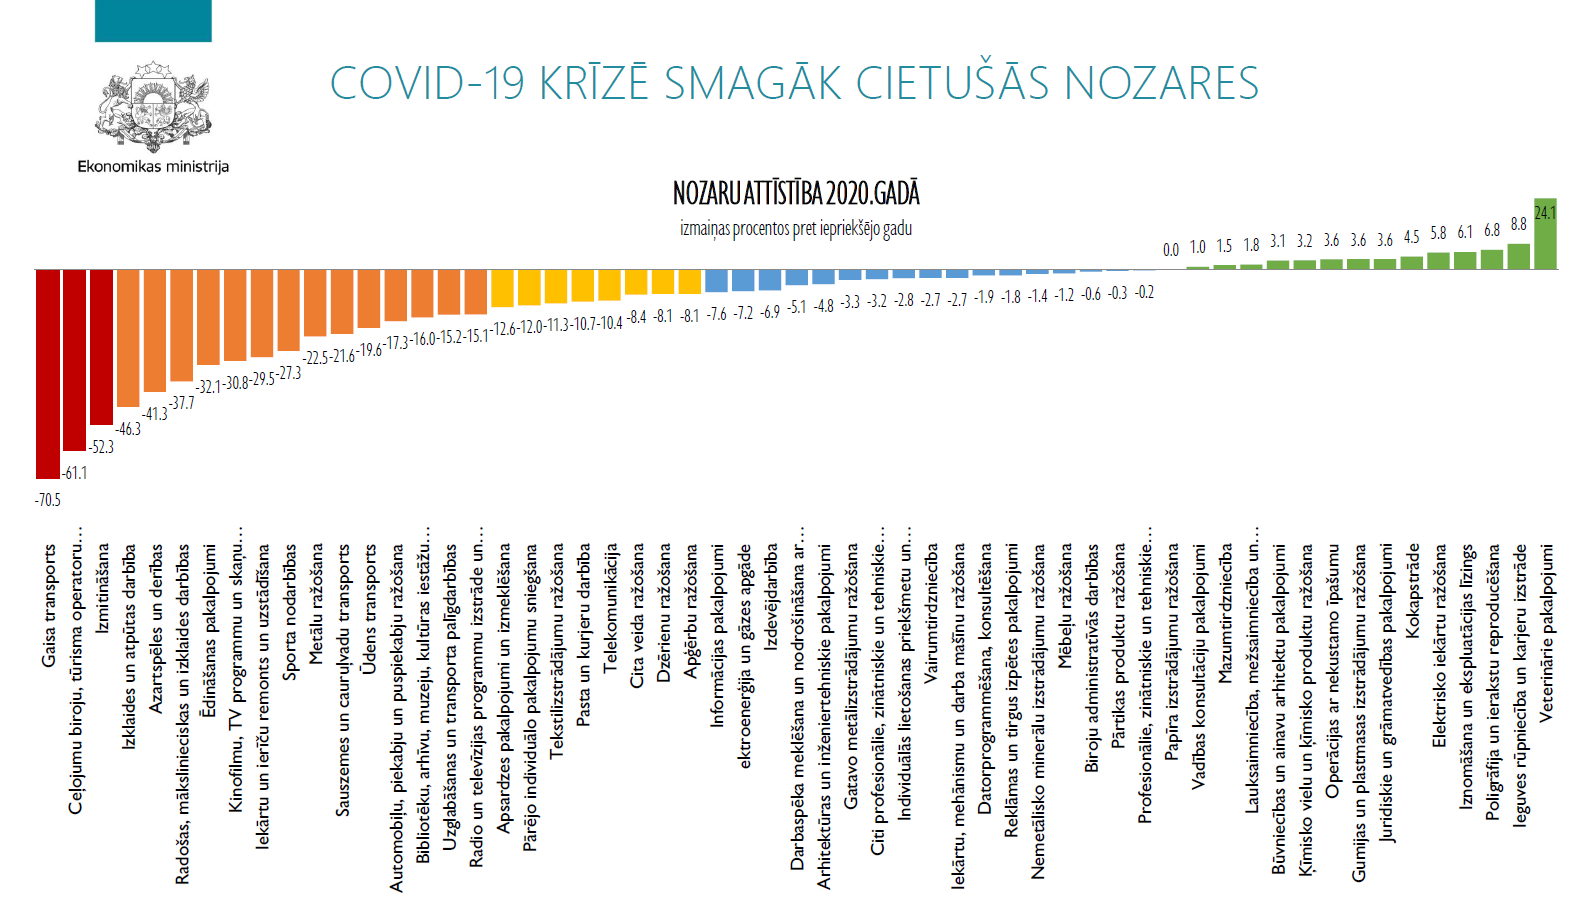 COVID-19 KRĪZĒ SMAGĀK CIETUŠĀS NOZARES
Ekonomikas ministrija
NOZARU ATTĪSTĪBA 2020.GADĀ
izmaiņas procentos pret iepriekšējo gadu
-70.5
-61.1
-52.3
-46.3
-41.3
-37.7
-32.1
-30.8
-29.5
-27.3
-22.5
-21.6
-19.6
-17.3
-16.0
-15.2
-15.1
-12.6
-12.0
-11.3
-10.7
-10.4
-8.4
-8.1
-8.1
-7.6
-7.2
-6.9
-5.1
-4.8
-3.3
-3.2
-2.8
-2.7
-2.7
-1.9
-1.8
-1.4
-1.2
-0.6
-0.3
-0.2
0.0
1.0
1.5
1.8
3.1
3.2
3.6
3.6
3.6
4.5
5.8
6.1
6.8
8.8
24.1
Gaisa transports
Ceļojumu biroju, tūrisma operatoru…
Izmitināšana
Izklaides un atpūtas darbība
Azartspēles un derības
Radošas, mākslinieciskas un izklaides darbības
Ēdināšanas pakalpojumi
Kinofilmu, TV programmu un skaņu…
Iekārtu un ierīču remonts un uzstādīšana
Sporta nodarbības
Metālu ražošana
Sauszemes un cauruļvadu transports
Ūdens transports
Automobiļu, piekabju un puspiekabju ražošana
Bibliotēku, arhīvu, muzeju, kultūras iestāžu…
Uzglabāšanas un transporta palīgdarbības
Radio un televīzijas programmu izstrāde un…
Apsardzes pakalpojumi un izmeklēšana
Pārējo individuālo pakalpojumu sniegšana
Tekstilizstrādājumu ražošana
Pasta un kurjeru darbība
Telekomunikācija
Cita veida ražošana
Dzērienu ražošana
Apģērbu ražošana
Informācijas pakalpojumi
ektroenerģija un gāzes apgāde
Izdevējdarbība
Darbaspēka meklēšana un nodrošināšana ar…
Arhitektūras un inženiertehniskie pakalpojumi
Gatavo metālizstrādājumu ražošana
Citi profesionālie, zinātniskie un tehniskie…
Individuālās lietošanas priekšmetu un…
Vairumtirdzniecība
Iekārtu, mehānismu un darba mašīnu ražošana
Datorprogrammēšana, konsultēšana
Reklāmas un tirgus izpētes pakalpojumi
Nemetālisko minerālu izstrādājumu ražošana
Mēbeļu ražošana
Biroju administratīvās darbības
Pārtikas produktu ražošana
Profesionālie, zinātniskie un tehniskie…
Papīra izstrādājumu ražošana
Vadības konsultāciju pakalpojumi
Mazumtirdzniecība
Lauksaimniecība, mežsaimniecība un…
Būvniecības un ainavu arhitektu pakalpojumi
Ķīmisko vielu un ķīmisko produktu ražošana
Operācijas ar nekustamo īpašumu
Gumijas un plastmasas izstrādājumu ražošana
Juridiskie un grāmatvedības pakalpojumi
Kokapstrāde
Elektrisko iekārtu ražošana
Iznomāšana un ekspluatācijas līzings
Poligrāfija un ierakstu reproducēšana
Ieguves rūpniecība un karjeru izstrāde
Veterinārie pakalpojumi